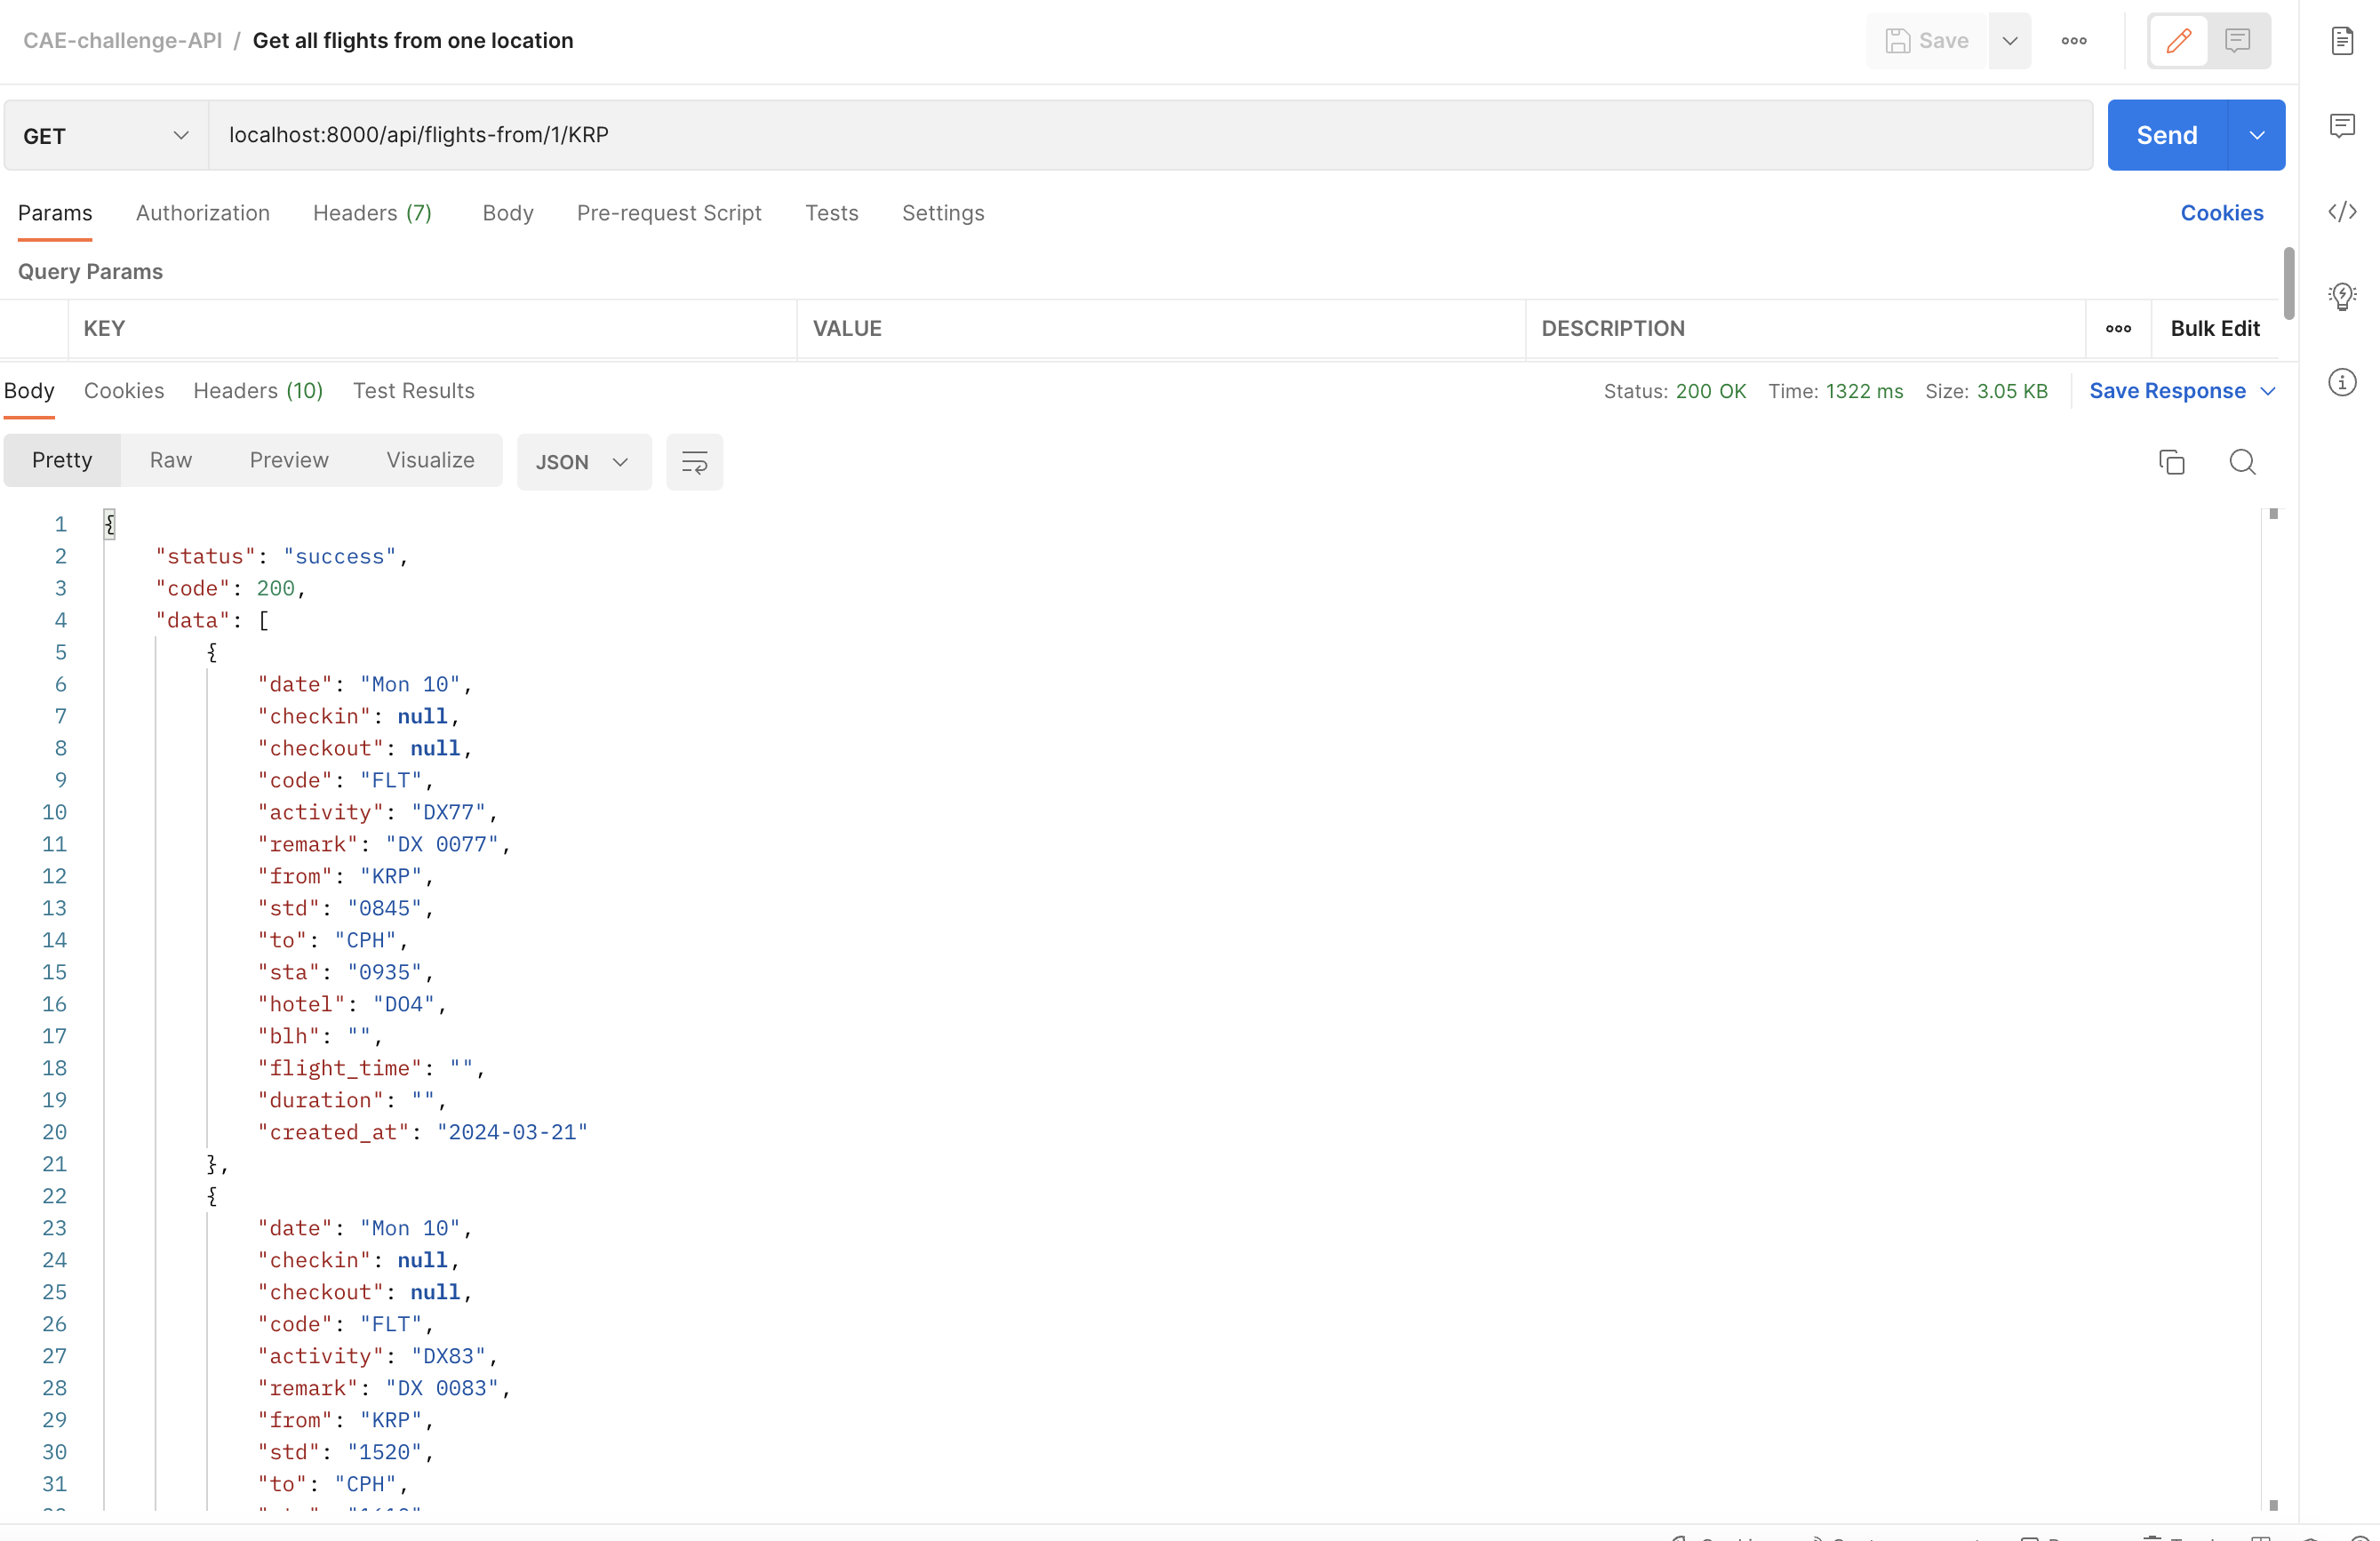 CAE-challenge-API / Get all flights from one location
Save
GET localhost:8000/api/flights-from/1/KRP Send
Params Authorization Headers (7) Body Pre-request Script Tests Settings Cookies
Query Params
KEY VALUE DESCRIPTION Bulk Edit
Body Cookies Headers (10) Test Results Status: 200 OK Time: 1322 ms Size: 3.05 KB Save Response
Pretty Raw Preview Visualize JSON
1 {
2 "status": "success",
3 "code": 200,
4 "data": [
5 {
6 "date": "Mon 10",
7 "checkin": null,
8 "checkout": null,
9 "code": "FLT",
10 "activity": "DX77",
11 "remark": "DX 0077",
12 "from": "KRP",
13 "std": "0845",
14 "to": "CPH",
15 "sta": "0935",
16 "hotel": "DO4",
17 "blh": "",
18 "flight_time": "",
19 "duration": "",
20 "created_at": "2024-03-21"
21 },
22 {
23 "date": "Mon 10",
24 "checkin": null,
25 "checkout": null,
26 "code": "FLT",
27 "activity": "DX83",
28 "remark": "DX 0083",
29 "from": "KRP",
30 "std": "1520",
31 "to": "CPH",